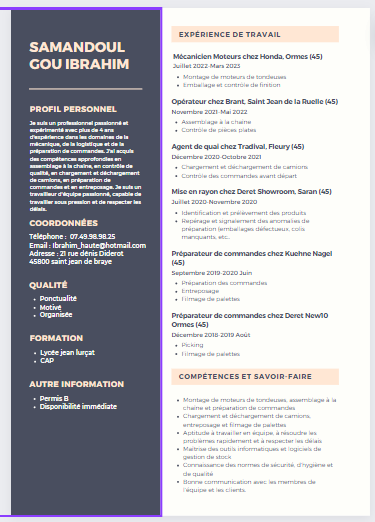 SAMANDOUL
GOU IBRAHIM
PROFIL PERSONNEL
Je suis un professionnel passionné et
expérimenté avec plus de 4 ans
d'expérience dans les domaines de la
mécanique, de la logistique et de la
préparation de commandes. J'ai acquis
des compétences approfondies en
assemblage à la chaine, en contrôle de
qualité, en chargement et déchargement
de camions, en préparation de
commandes et en entreposage. Je suis un
travailleur d'équipe passionné, capable de
travailler sous pression et de respecter les
délais.
COORDONNÉES
Téléphone : 07.49.98.98.25
Email : Ibrahim_haute@hotmail.com
Adresse : 21 rue dénis Diderot
45800 saint jean de braye
QUALITÉ
• Ponctualité
• Motivé
• Organisée
FORMATION
• Lycée jean lurçat
• CAP
AUTRE INFORMATION
• Permis B
• Disponibilité immédiate
EXPÉRIENCE DE TRAVAIL
Mécanicien Moteurs chez Honda, Ormes (45)
Juillet 2022-Mars 2023
• Montage de moteurs de tondeuses
• Emballage et contrôle de finition
Opérateur chez Brant, Saint Jean de la Ruelle (45)
Novembre 2021-Mai 2022
• Assemblage à la chaine
• Contrôle de pièces plates
Agent de quai chez Tradival, Fleury (45)
Décembre 2020-Octobre 2021
• Chargement et déchargement de camions
• Contrôle des commandes avant départ
Mise en rayon chez Deret Showroom, Saran (45)
Juillet 2020-Novembre 2020
• Identification et prélèvement des produits
• Repérage et signalement des anomalies de
préparation (emballages défectueux, colis
manquants, etc..
Préparateur de commandes chez Kuehne Nagel
(45)
Septembre 2019-2020 Juin
• Préparation des commandes
• Entreposage
• Filmage de palettes
Préparateur de commandes chez Deret New10
Ormes (45)
Décembre 2018-2019 Août
• Picking
• Filmage de palettes
COMPÉTENCES ET SAVOIR-FAIRE
• Montage de moteurs de tondeuses, assemblage à la
chaine et préparation de commandes
• Chargement et déchargement de camions,
entreposage et filmage de palettes
• Aptitude à travailler en équipe, à résoudre les
problèmes rapidement et à respecter les délais
• Maîtrise des outils informatiques et logiciels de
gestion de stock
• Connaissance des normes de sécurité, d'hygiène et
de qualité
• Bonne communication avec les membres de
l'équipe et les clients.